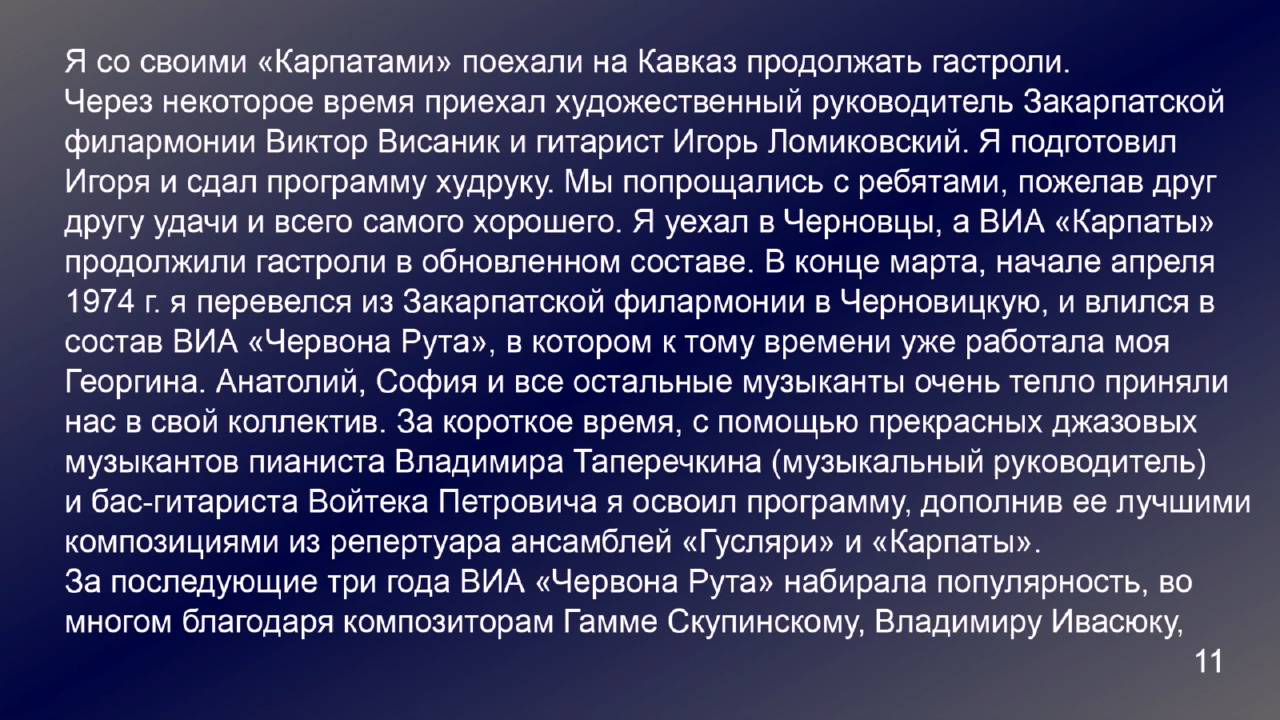 Я со своими «Карпатами» поехали на Кавказ продолжать гастроли.
Через некоторое время приехал художественный руководитель Закарпатской
филармонии Виктор Висаник и гитарист Игорь Ломиковский. Я подготовил
Игоря и сдал программу худруку. Мы попрощались с ребятами, пожелав друг
другу удачи и всего самого хорошего. Я уехал в Черновцы, а ВИА «Карпаты»
продолжили гастроли в обновленном составе. В конце марта, начале апреля
1974 г. я перевелся из Закарпатской филармонии в Черновицкую, и влился в
состав ВИА «Червона Рута», в котором к тому времени уже работала моя
Георгина. Анатолий, София и все остальные музыканты очень тепло приняли
нас в свой коллектив. За короткое время, с помощью прекрасных джазовых
музыкантов пианиста Владимира Таперечкина (музыкальный руководитель)
и бас-гитариста Войтека Петровича я освоил программу, дополнив ее лучшими
композициями из репертуара ансамблей «Гусляри» и «Карпаты».
За последующие три года ВИА «Червона Рута» набирала популярность, во
многом благодаря композиторам Гамме Скупинскому, Владимиру Ивасюку,
11